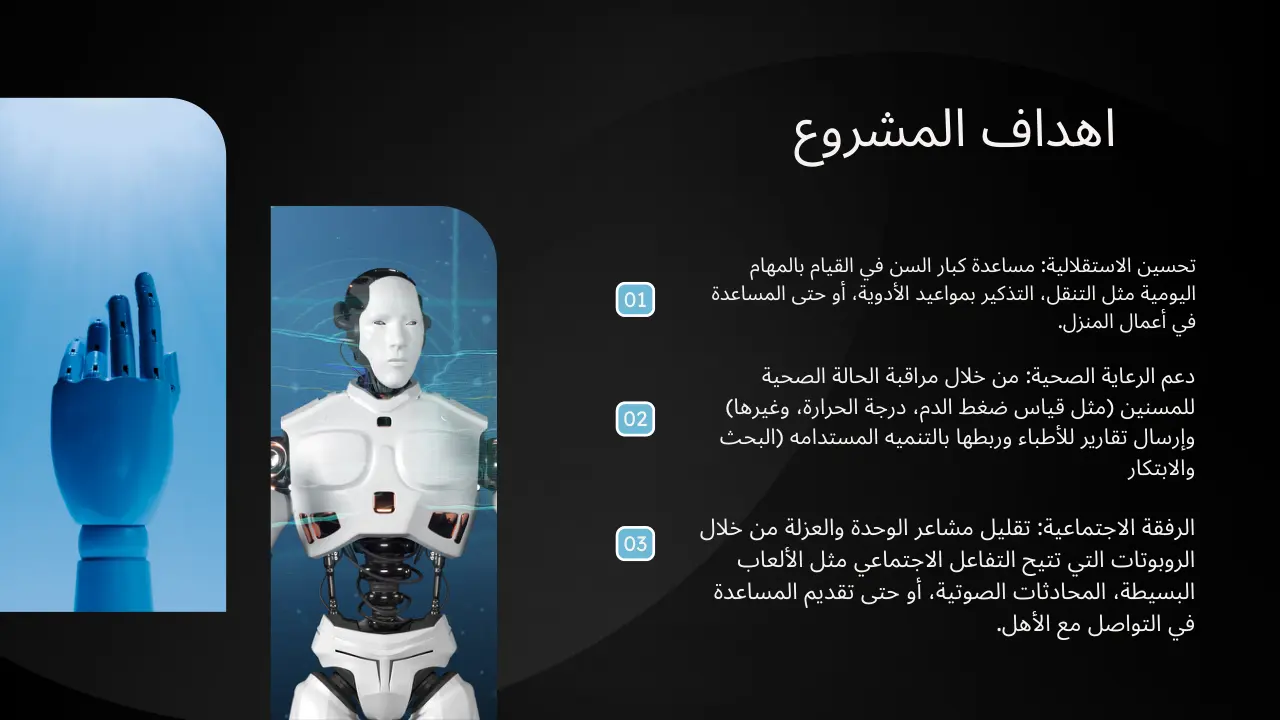 اهداف المشروع
تحسين الاستقلالية: مساعدة كبار السن في القيام بالمهام
اليومية مثل التنقل، التذكير بمواعيد الأدوية، أو حتى المساعدة
في أعمال المنزل.
01
دعم الرعاية الصحية: من خلال مراقبة الحالة الصحية
للمسنين (مثل قياس ضغط الدم، درجة الحرارة، وغيرها)
وإرسال تقارير للأطباء وربطها بالتنميه المستدامه (البحث
والابتكار
02
الرفقة الاجتماعية: تقليل مشاعر الوحدة والعزلة من خلال
الروبوتات التي تتيح التفاعل الاجتماعي مثل الألعاب
البسيطة، المحادثات الصوتية، أو حتى تقديم المساعدة
في التواصل مع الأهل.
03